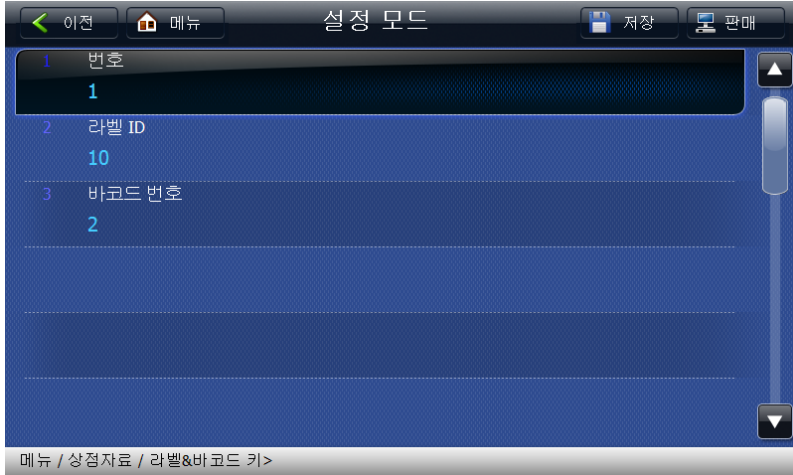 이전 메뉴 설정 모드 저장 판매
1 번호
1
2 라벨 ID
10
3 바코드 번호
2
메뉴 / 상점자료 / 라벨&바코드 키>